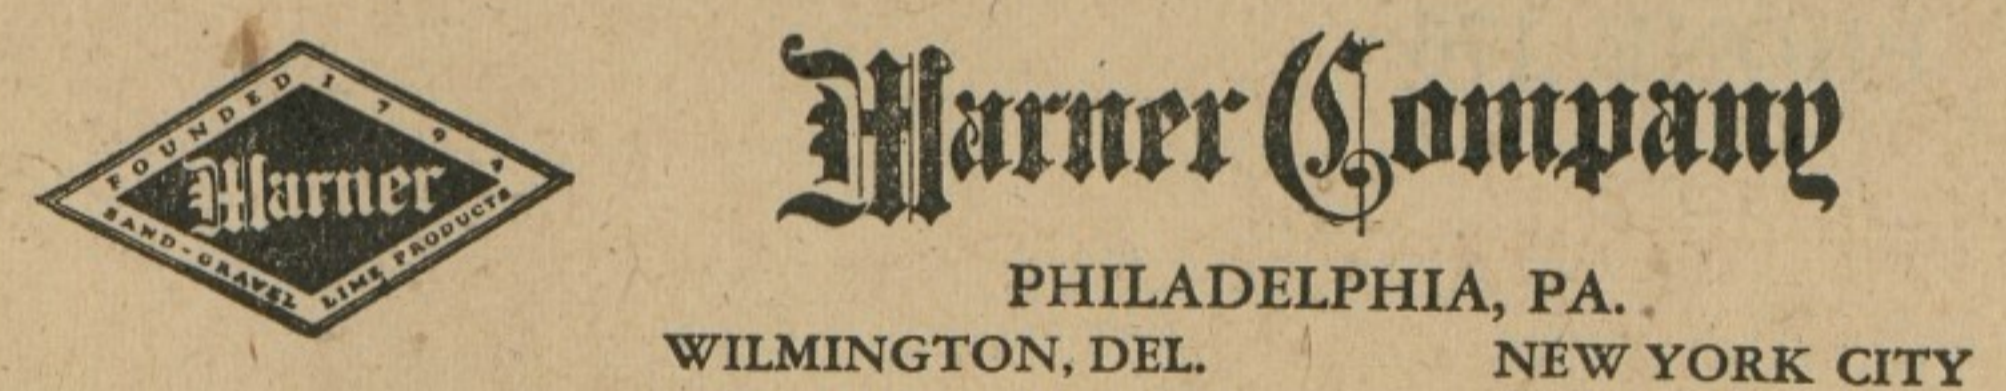 FOUNDED 1794
Warner
SAND-GRAVEL LIME PRODUCTS
Warner Company
PHILADELPHIA, PA.
WILMINGTON, DEL. NEW YORK CITY